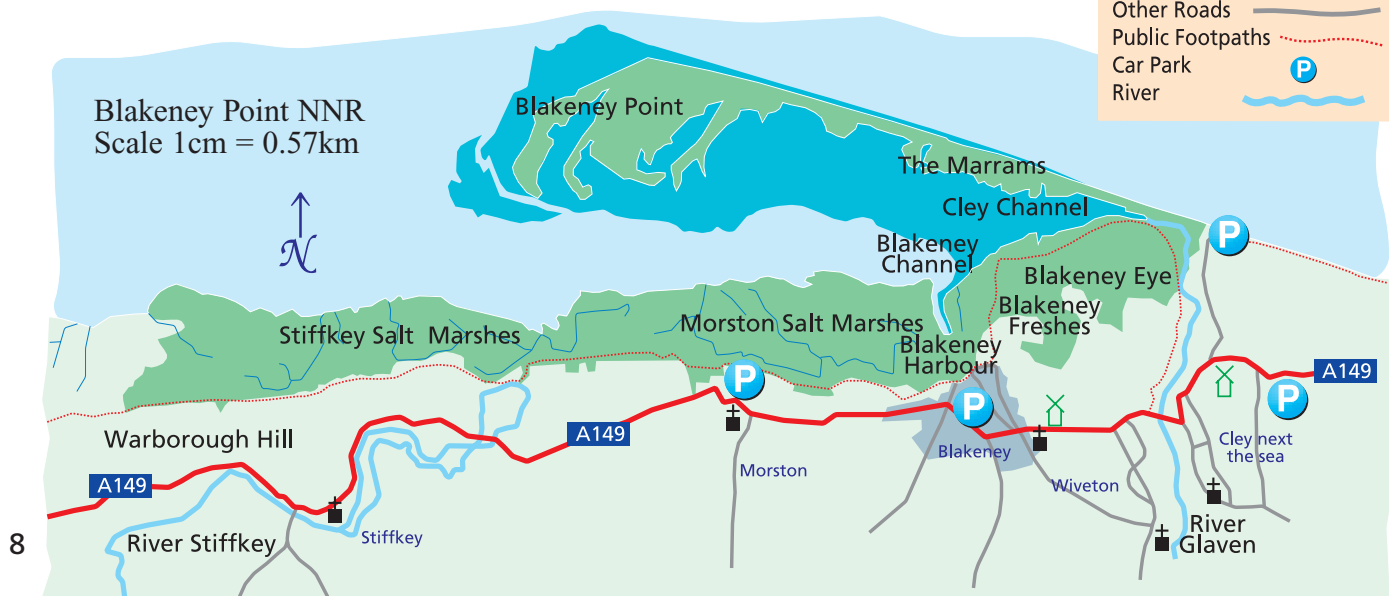 Other Roads
Public Footpaths
Car Park
P
River
Blakeney Point NNR
Scale 1cm = 0.57km
N
Blakeney Point
The Marrams
Cley Channel
Blakeney
Channel
P
Blakeney Eye
Blakeney
Freshes
Stiffkey Salt Marshes
Morston Salt Marshes
Blakeney
Harbour
P
P
P
A149
Warborough Hill
A149
A149
Morston
Blakeney
Wiveton
Cley next
the sea
8
River Stiffkey
Stiffkey
River
Glaven